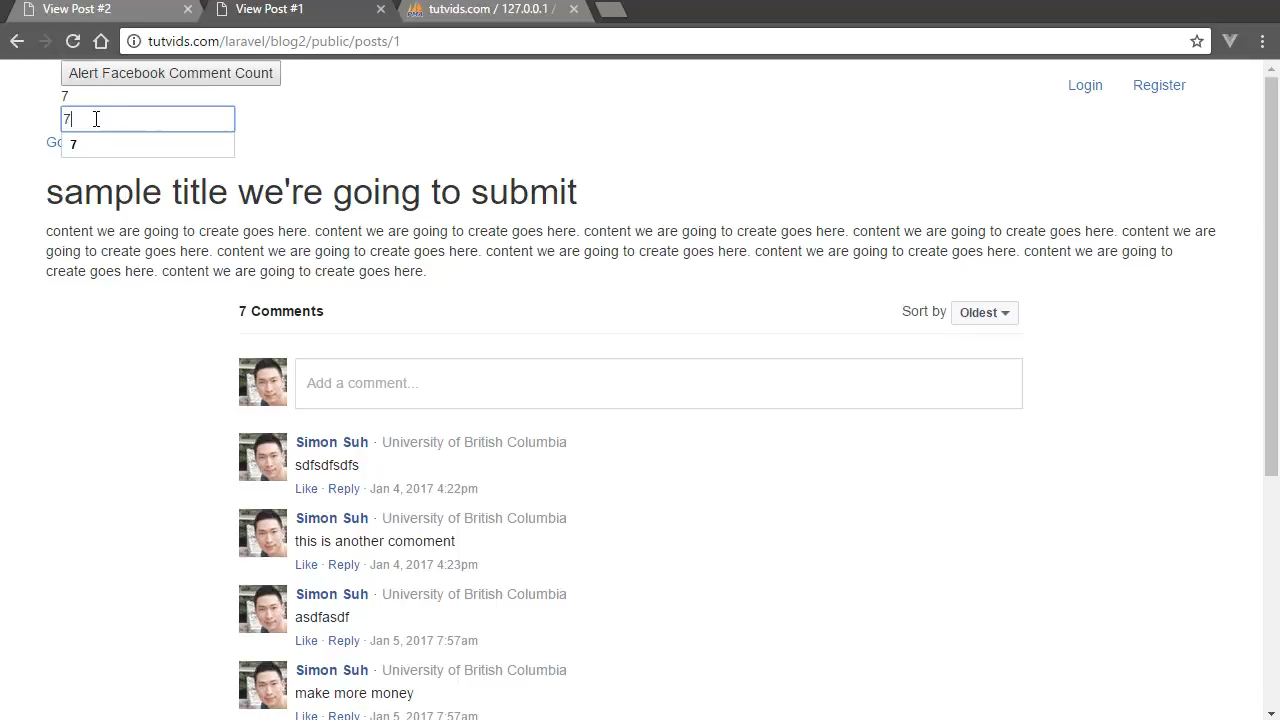 View Post #2
View Post #1
tutvids.com / 127.0.0.1 /
tutvids.com/laravel/blog2/public/posts/1
Alert Facebook Comment Count
Login
Register
7
7
Go
7
sample title we're going to submit
content we are going to create goes here. content we are going to create goes here. content we are going to create goes here. content we are going to create goes here. content we are
going to create goes here. content we are going to create goes here. content we are going to create goes here. content we are going to create goes here. content we are going to
create goes here. content we are going to create goes here.
7 Comments
Sort by
Oldest
Add a comment...
Simon Suh · University of British Columbia
sdfsdfsdfs
Like · Reply · Jan 4, 2017 4:22pm
Simon Suh · University of British Columbia
this is another comoment
Like · Reply · Jan 4, 2017 4:23pm
Simon Suh · University of British Columbia
asdfasdf
Like · Reply · Jan 5, 2017 7:57am
Simon Suh · University of British Columbia
make more money
Like · Reply · Jan 5, 2017 7:57am